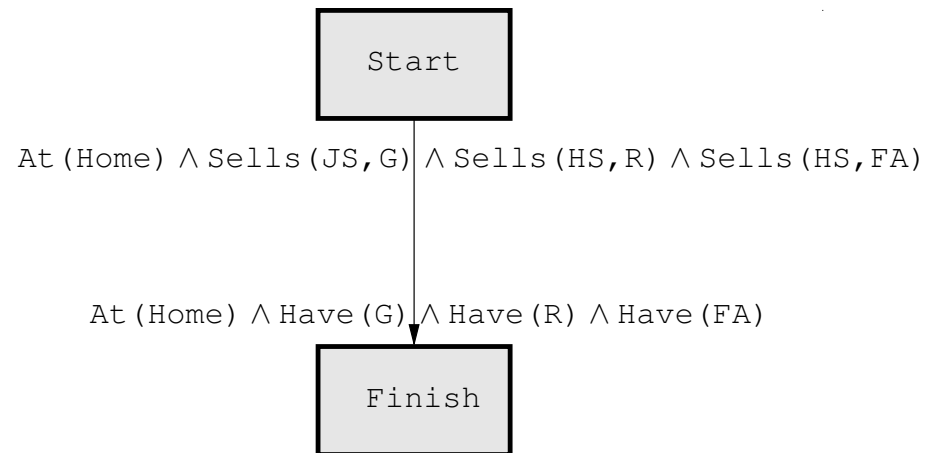 Start
At(Home) ∧ Sells(JS,G) ∧ Sells(HS,R) ∧ Sells(HS,FA)
At(Home) ∧ Have(G) ∧ Have(R) ∧ Have(FA)
Finish